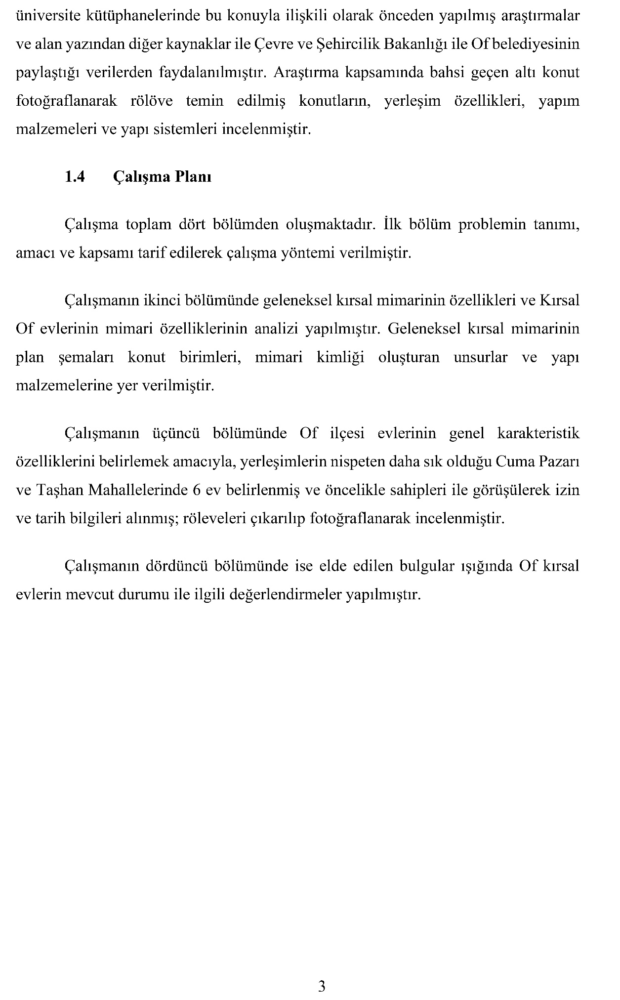 üniversite kütüphanelerinde bu konuyla ilişkili olarak önceden yapılmış araştırmalar
ve alan yazından diğer kaynaklar ile Çevre ve Şehircilik Bakanlığı ile Of belediyesinin
paylaştığı verilerden faydalanılmıştır. Araştırma kapsamında bahsi geçen altı konut
fotoğraflanarak rölöve temin edilmiş konutların, yerleşim özellikleri, yapım
malzemeleri ve yapı sistemleri incelenmiştir.
1.4 Çalışma Planı
Çalışma toplam dört bölümden oluşmaktadır. İlk bölüm problemin tanımı,
amacı ve kapsamı tarif edilerek çalışma yöntemi verilmiştir.
Çalışmanın ikinci bölümünde geleneksel kırsal mimarinin özellikleri ve Kırsal
Of evlerinin mimari özelliklerinin analizi yapılmıştır. Geleneksel kırsal mimarinin
plan şemaları konut birimleri, mimari kimliği oluşturan unsurlar ve yapı
malzemelerine yer verilmiştir.
Çalışmanın üçüncü bölümünde Of ilçesi evlerinin genel karakteristik
özelliklerini belirlemek amacıyla, yerleşimlerin nispeten daha sık olduğu Cuma Pazarı
ve Taşhan Mahallelerinde 6 ev belirlenmiş ve öncelikle sahipleri ile görüşülerek izin
ve tarih bilgileri alınmış; röleveleri çıkarılıp fotoğraflanarak incelenmiştir.
Çalışmanın dördüncü bölümünde ise elde edilen bulgular ışığında Of kırsal
evlerin mevcut durumu ile ilgili değerlendirmeler yapılmıştır.
3